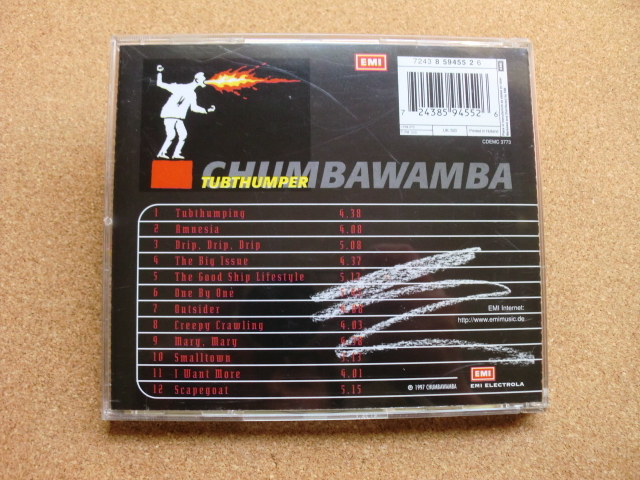 EMI
7243 8 59455 2 6
7 24385 94552 6
CDEMC 3773
CHUMBAWAMBA
TUBTHUMPER
1 Tubthumping 4.38
2 Amnesia 4.08
3 Drip, Drip, Drip 5.08
4 The Big Issue 4.37
5 The Good Ship Lifestyle 5.12
6 One By One
7 Outsider
8 Creepy Crawling 4.03
9 Mary, Mary
10 Smalltown
11 I Want More 4.01
12 Scapegoat 5.15
EMI Internet:
http://www.emimusic.de
© 1997 CHUMBAWAMBA
EMI
EMI ELECTROLA